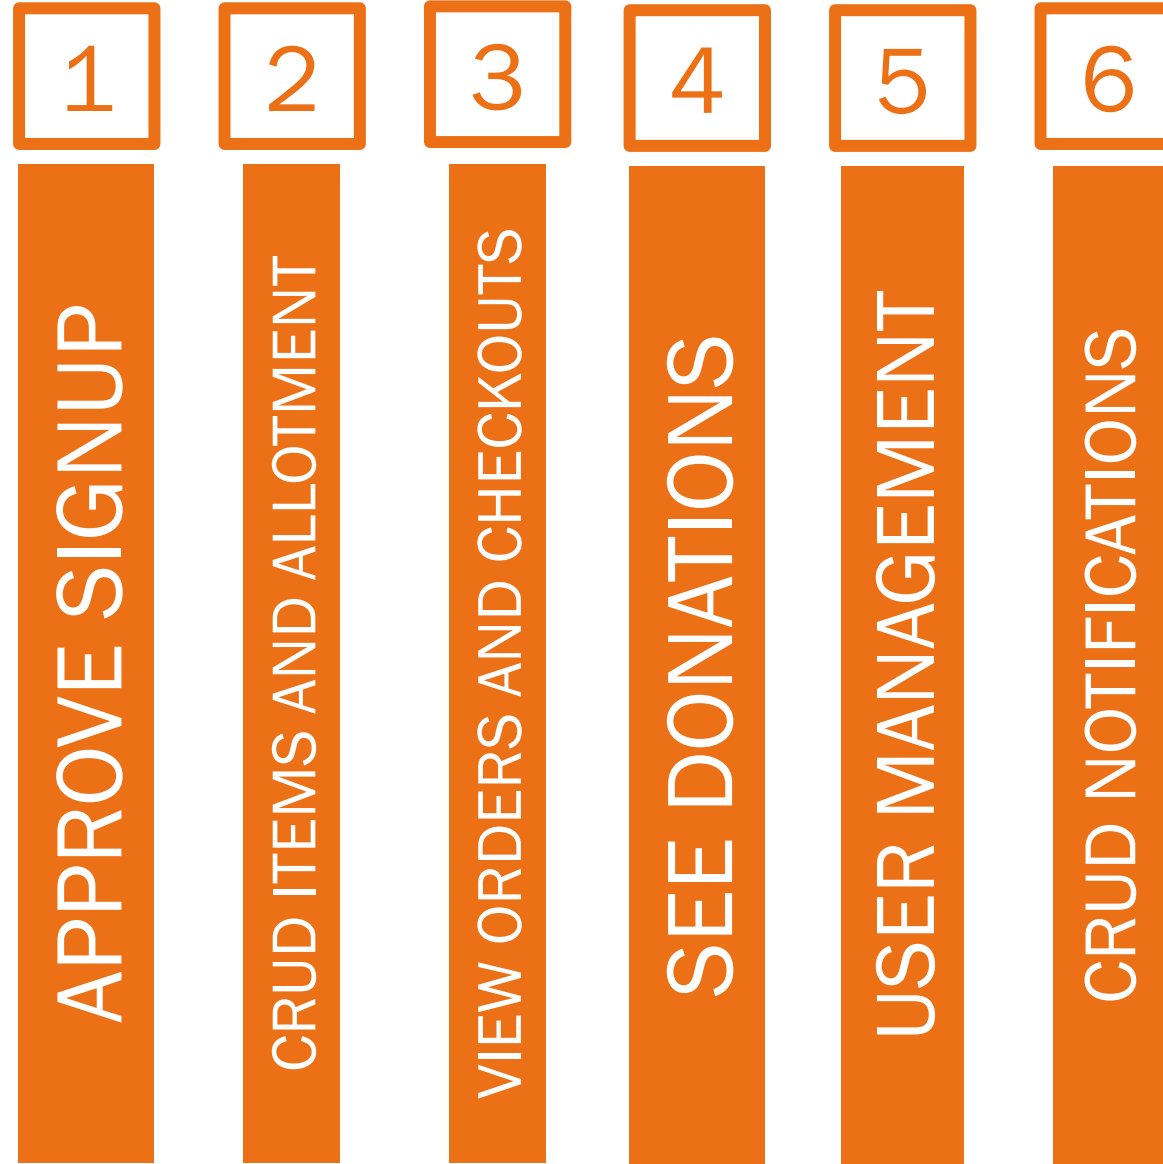 1
2
3
4
5
6
APPROVE SIGNUP
CRUD ITEMS AND ALLOTMENT
VIEW ORDERS AND CHECKOUTS
SEE DONATIONS
USER MANAGEMENT
CRUD NOTIFICATIONS